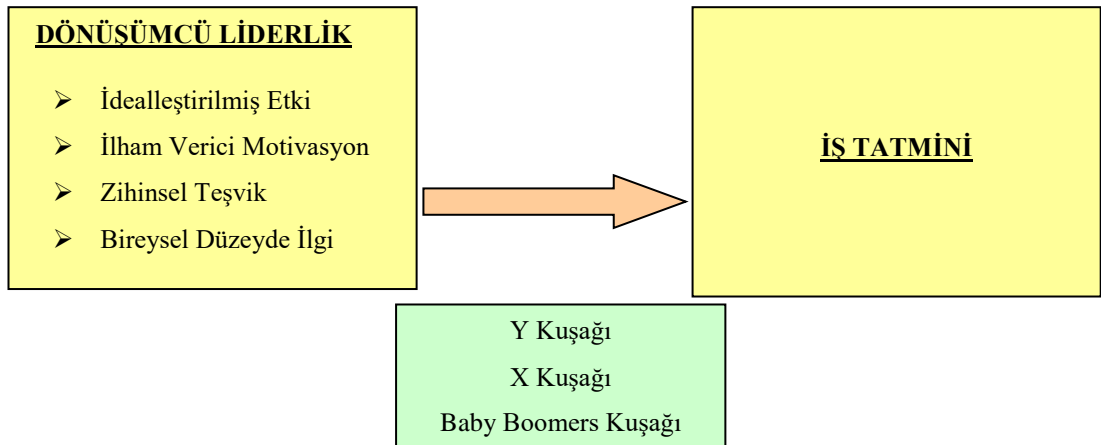 DÖNÜŞÜMCÜ LİDERLİK
İdealleştirilmiş Etki
İlham Verici Motivasyon
Zihinsel Teşvik
Bireysel Düzeyde İlgi
İŞ TATMİNİ
Y Kuşağı
X Kuşağı
Baby Boomers Kuşağı